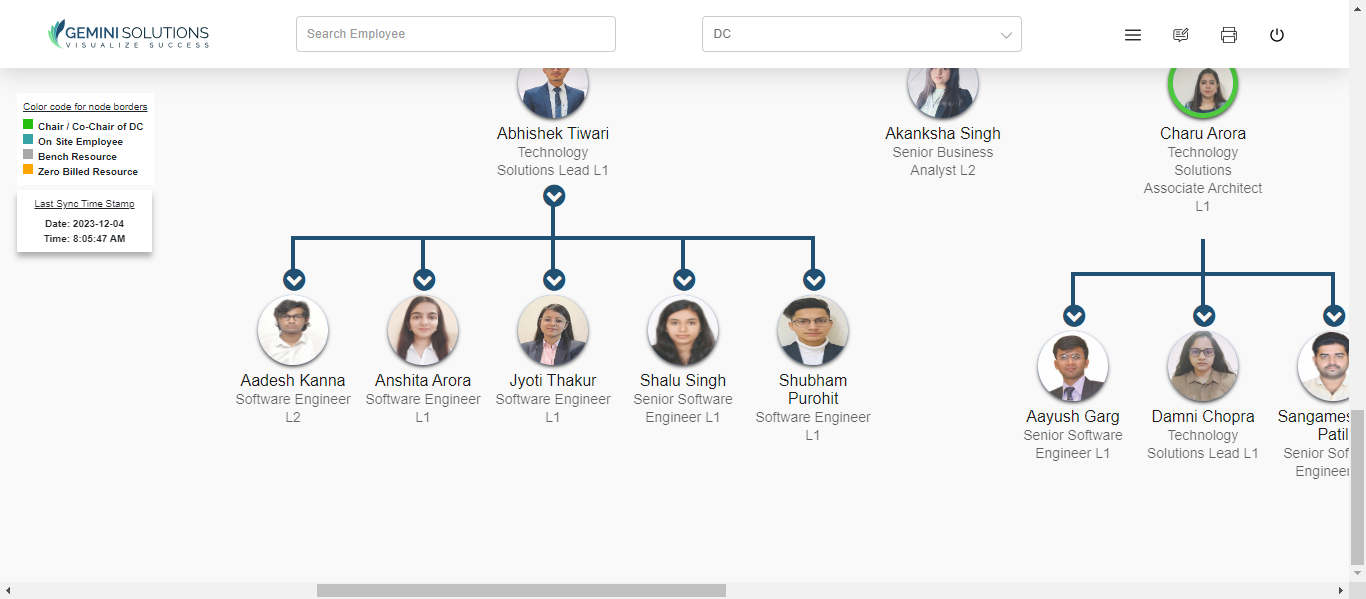 GEMINI SOLUTIONS
VISUALIZE SUCCESS
Search Employee
DC
Color code for node borders
Chair / Co-Chair of DC
On Site Employee
Bench Resource
Zero Billed Resource
Last Sync Time Stamp
Date: 2023-12-04
Time: 8:05:47 AM
Abhishek Tiwari
Technology
Solutions Lead L1
Akanksha Singh
Senior Business
Analyst L2
Charu Arora
Technology
Solutions
Associate Architect
L1
Aadesh Kanna
Software Engineer
L2
Anshita Arora
Software Engineer
L1
Jyoti Thakur
Software Engineer
L1
Shalu Singh
Senior Software
Engineer L1
Shubham
Purohit
Software Engineer
L1
Aayush Garg
Senior Software
Engineer L1
Damni Chopra
Technology
Solutions Lead L1
Sangames
Patil
Senior Sof
Engineer